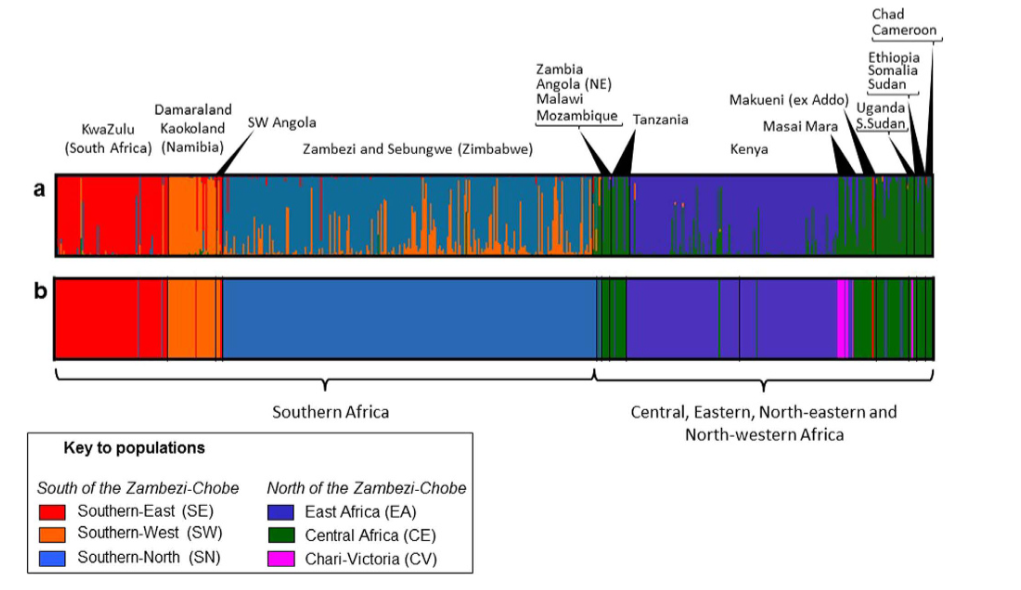 Chad
Cameroon
Ethiopia
Somalia
Sudan
Zambia
Angola (NE)
Malawi
Mozambique
Makueni (ex Addo)
Uganda
S.Sudan
Damaraland
Kaokoland
(Namibia)
SW Angola
Tanzania
Masai Mara
KwaZulu
(South Africa)
Zambezi and Sebungwe (Zimbabwe)
Kenya
a
b
Southern Africa
Central, Eastern, North-eastern and
North-western Africa
Key to populations
South of the Zambezi-Chobe
North of the Zambezi-Chobe
Southern-East (SE)
East Africa (EA)
Southern-West (SW)
Central Africa (CE)
Southern-North (SN)
Chari-Victoria (CV)